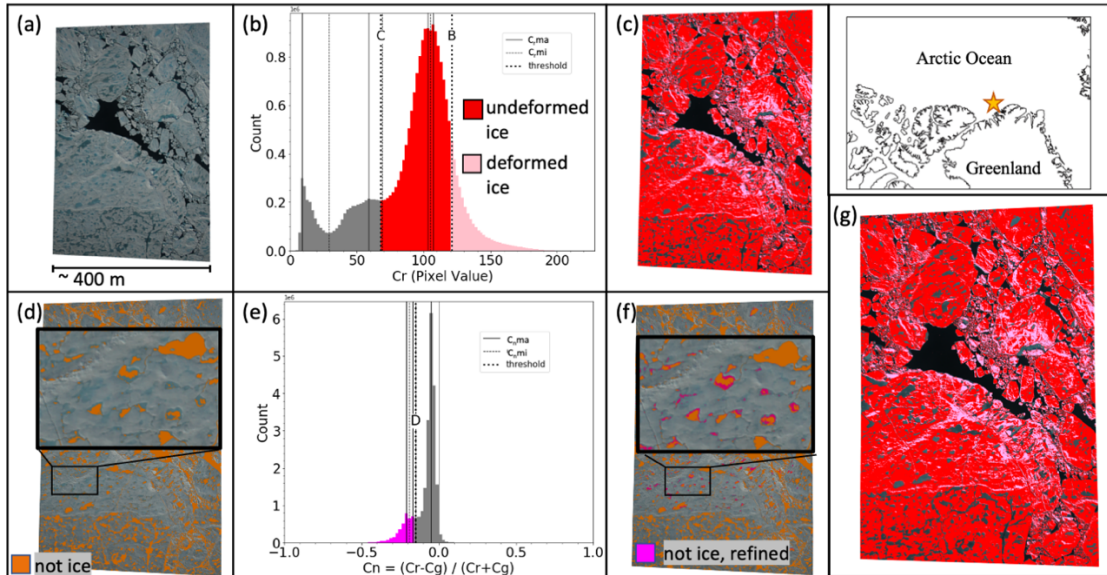 (a)
~ 400 m
(b)
1e6
Count
0.8
0.6
0.4
0.2
0.0
0
50
100
150
200
Cr (Pixel Value)
C
B
Crma
Crmi
threshold
undeformed
ice
deformed
ice
(c)
Arctic Ocean
Greenland
(d)
not ice
(e)
1e6
Count
6
5
4
3
2
1
0
−1.0
−0.5
0.0
0.5
1.0
Cn = (Cr-Cg) / (Cr+Cg)
D
Cnma
Cnmi
threshold
(f)
not ice, refined
(g)